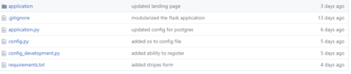 application updated landing page 3 days ago
.gitignore modularized the flask application 13 days ago
application.py updated config for postgres 6 days ago
config.py added os to config file 5 days ago
config_development.py added ability to register 5 days ago
requirements.txt added stripes form 4 days ago